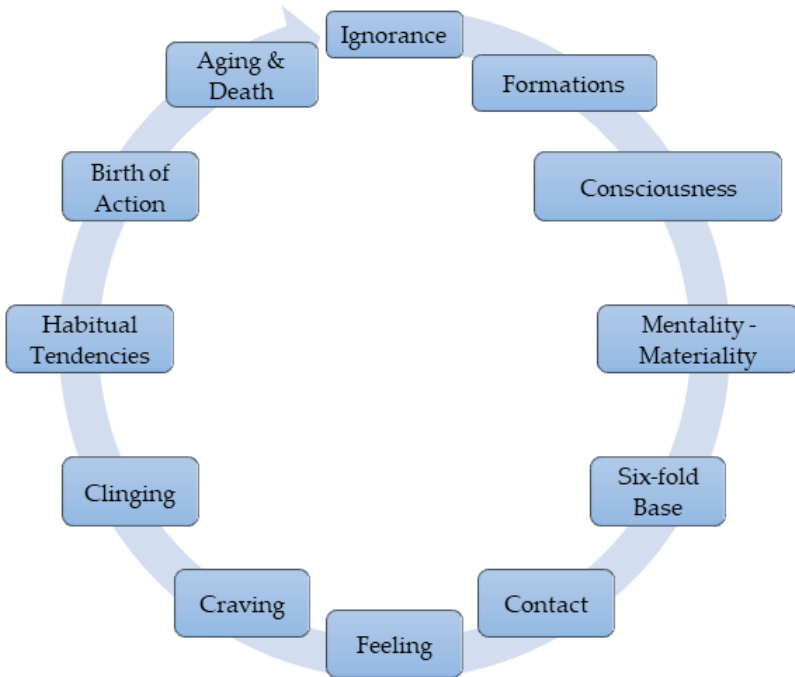 Ignorance
Formations
Consciousness
Mentality -
Materiality
Six-fold
Base
Contact
Feeling
Craving
Clinging
Habitual
Tendencies
Birth of
Action
Aging &
Death